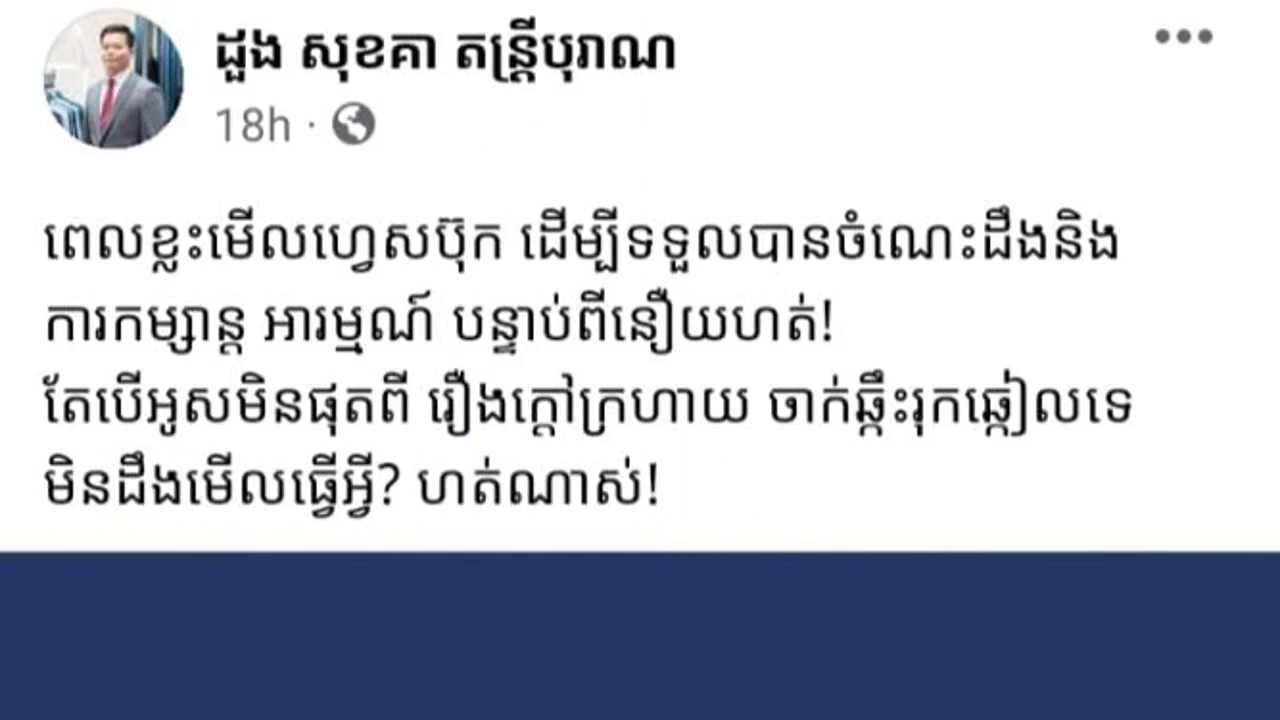 ដួង សុខគា តន្ត្រីបុរាណ
18h ·
ពេលខ្លះមើលហ្វេសប៊ុក ដើម្បីទទួលបានចំណេះដឹងនិង
ការកម្សាន្ត អារម្មណ៍ បន្ទាប់ពីនឿយហត់!
តែបើអូសមិនផុតពី រឿងក្តៅក្រហាយ ចាក់ឆ្កឹះរុកឆ្កៀលទេ
មិនដឹងមើលធ្វើអ្វី? ហត់ណាស់!